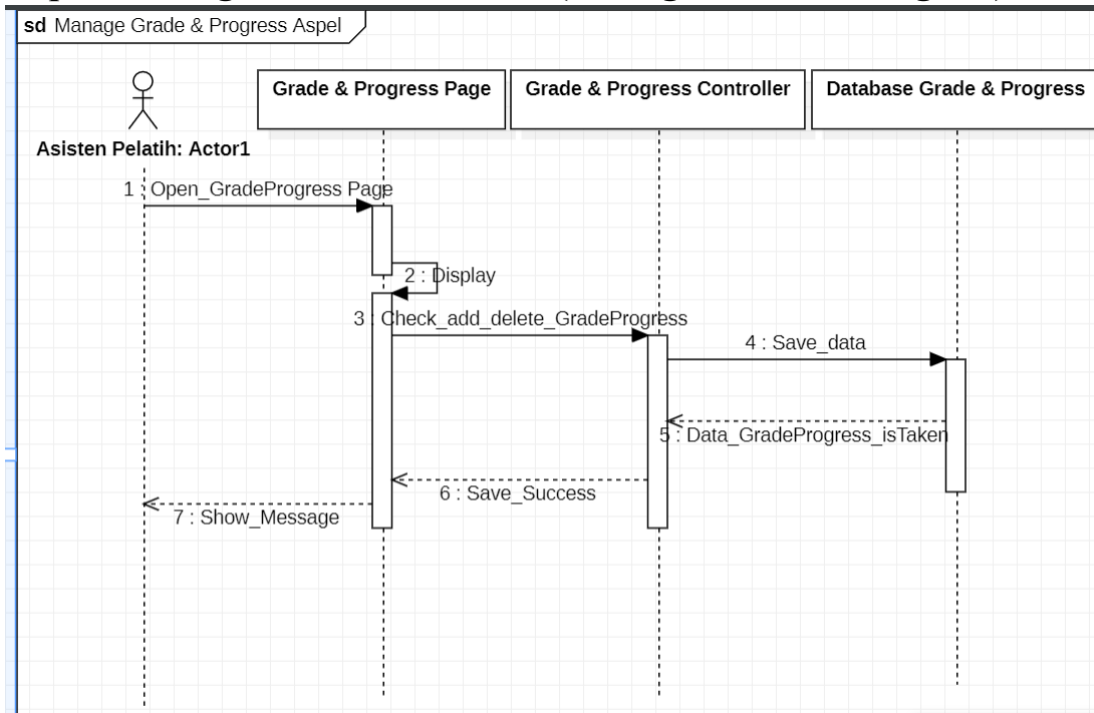 sd Manage Grade & Progress Aspel
Grade & Progress Page
Grade & Progress Controller
Database Grade & Progress
Asisten Pelatih: Actor1
1 : Open_GradeProgress Page
2 : Display
3 : Check_add_delete_GradeProgress
4 : Save_data
5 : Data_GradeProgress_isTaken
6 : Save_Success
7 : Show_Message